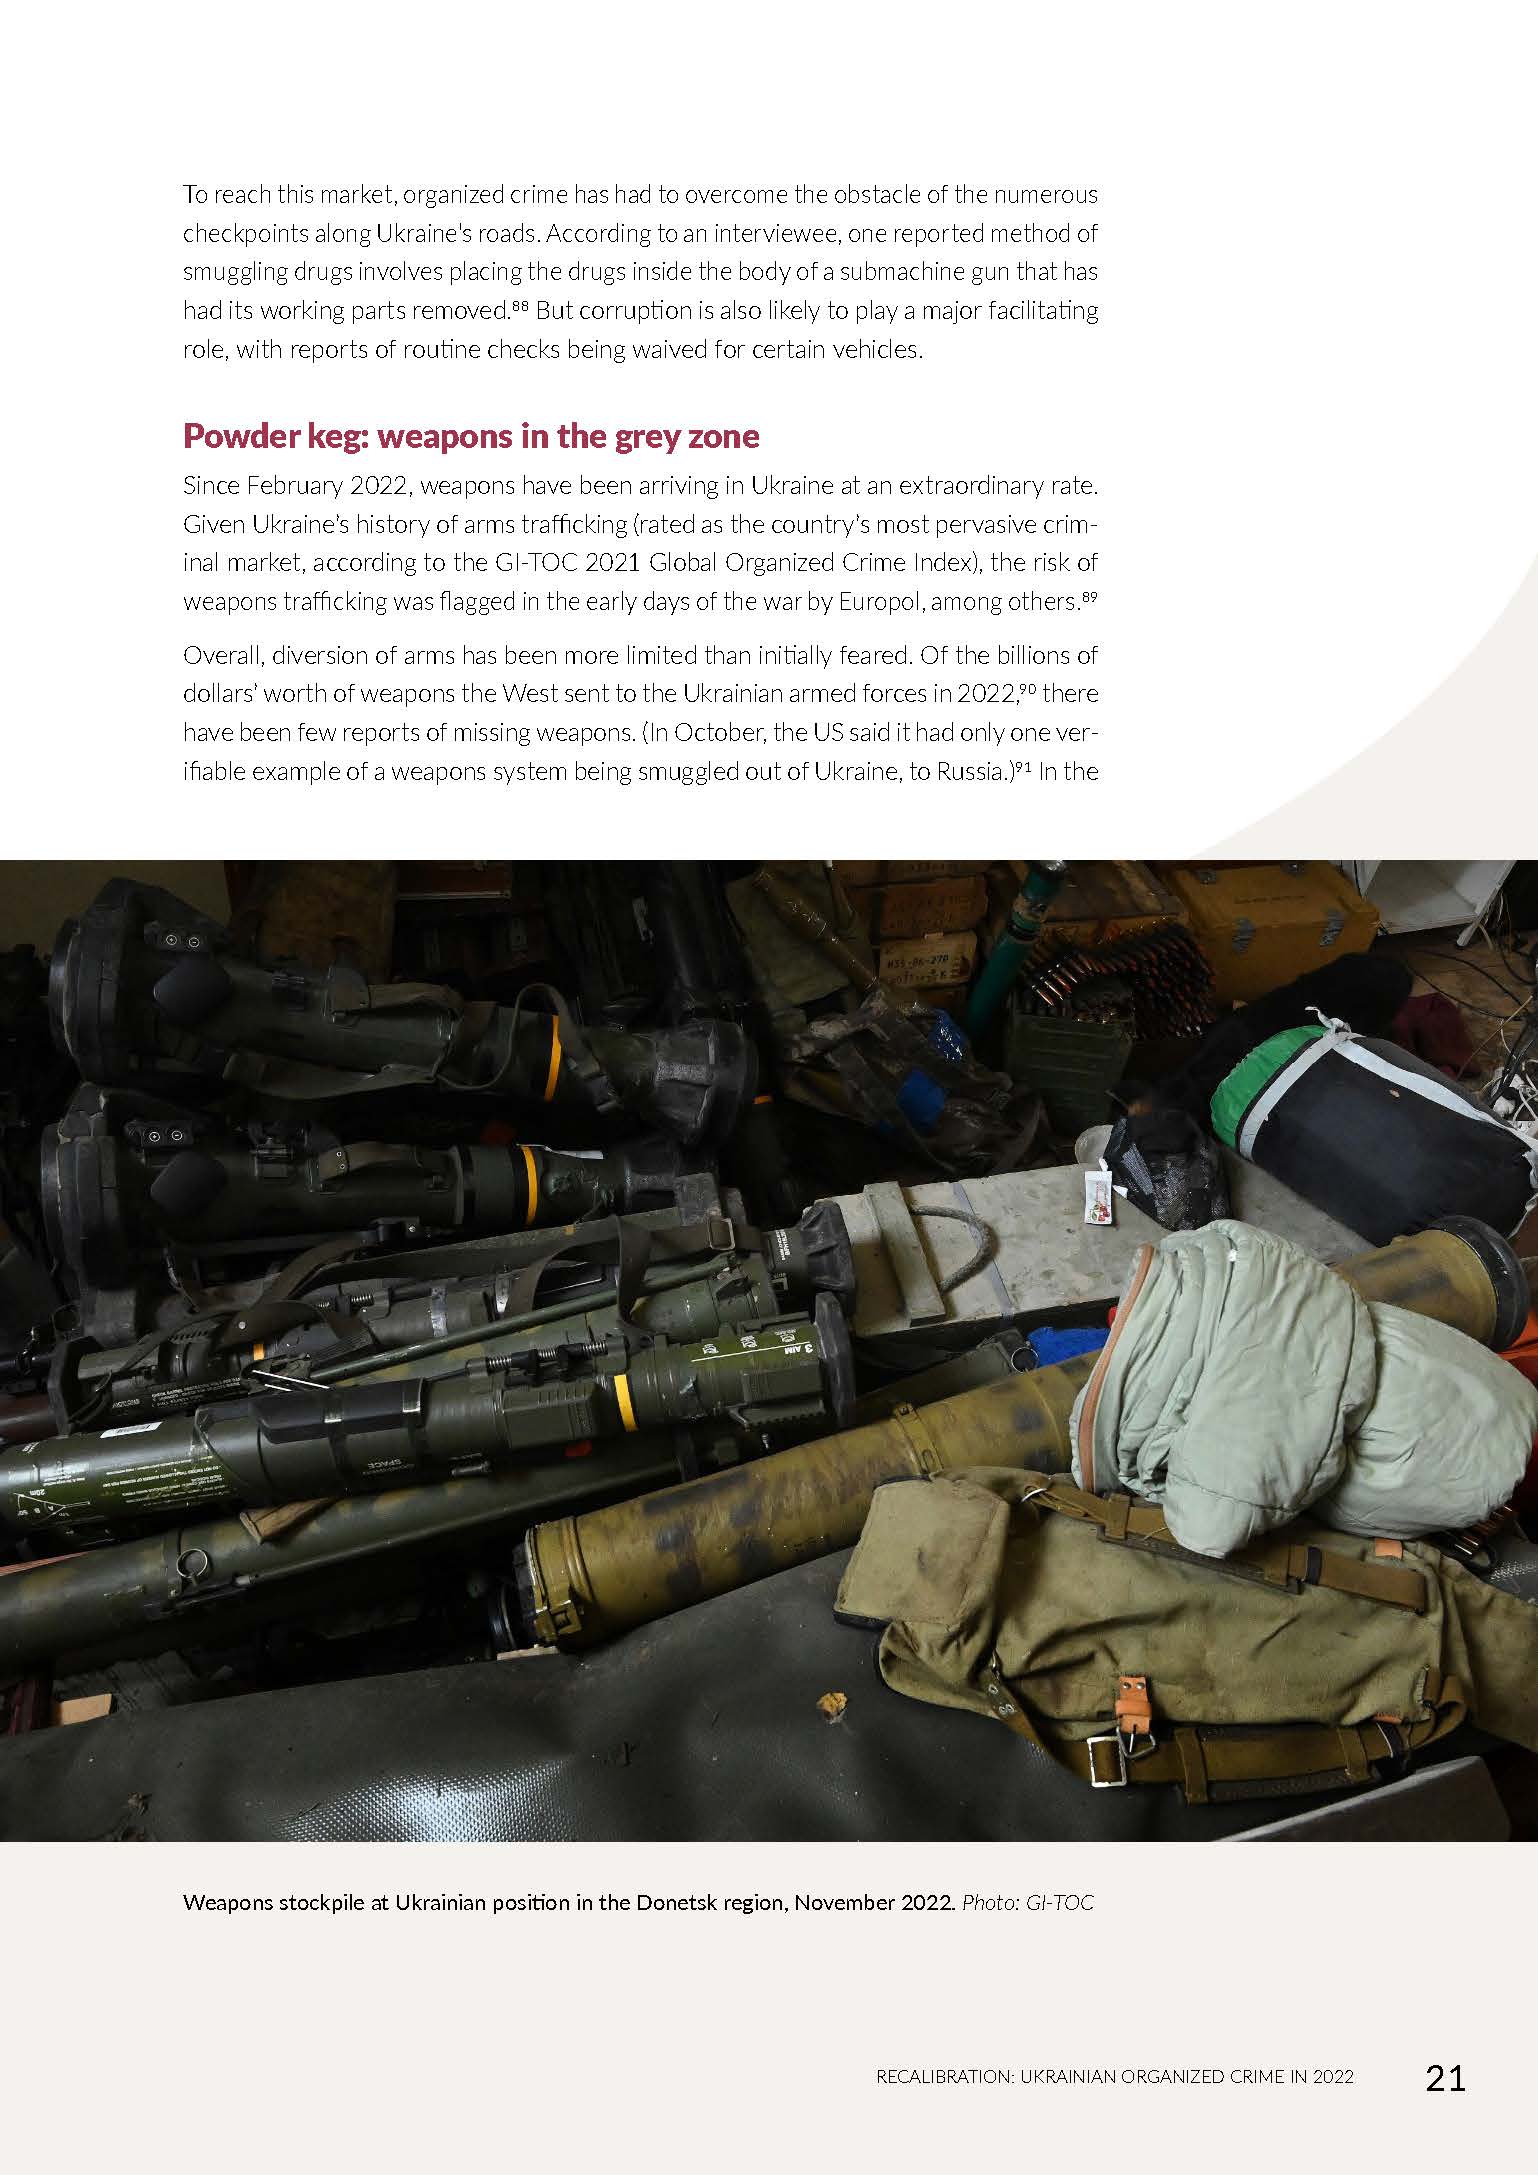 To reach this market, organized crime has had to overcome the obstacle of the numerous
checkpoints along Ukraine's roads. According to an interviewee, one reported method of
smuggling drugs involves placing the drugs inside the body of a submachine gun that has
had its working parts removed.⁸⁸ But corruption is also likely to play a major facilitating
role, with reports of routine checks being waived for certain vehicles.
Powder keg: weapons in the grey zone
Since February 2022, weapons have been arriving in Ukraine at an extraordinary rate.
Given Ukraine’s history of arms trafficking (rated as the country’s most pervasive crim-
inal market, according to the GI-TOC 2021 Global Organized Crime Index), the risk of
weapons trafficking was flagged in the early days of the war by Europol, among others.⁸⁹
Overall, diversion of arms has been more limited than initially feared. Of the billions of
dollars’ worth of weapons the West sent to the Ukrainian armed forces in 2022,⁹⁰ there
have been few reports of missing weapons. (In October, the US said it had only one ver-
ifiable example of a weapons system being smuggled out of Ukraine, to Russia.)⁹¹ In the
3 AIM
SPACE
20m
Weapons stockpile at Ukrainian position in the Donetsk region, November 2022. Photo: GI-TOC
RECALIBRATION: UKRAINIAN ORGANIZED CRIME IN 2022 21